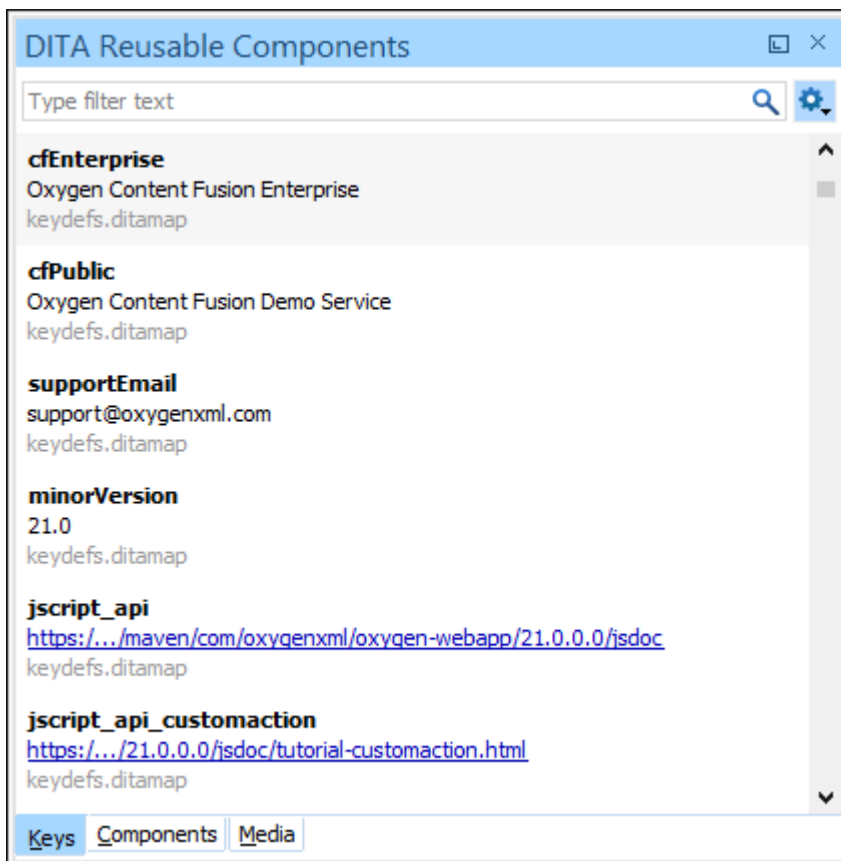 DITA Reusable Components
Type filter text
cfEnterprise
Oxygen Content Fusion Enterprise
keydefs.ditamap
cfPublic
Oxygen Content Fusion Demo Service
keydefs.ditamap
supportEmail
support@oxygenxml.com
keydefs.ditamap
minorVersion
21.0
keydefs.ditamap
jscript_api
https:/.../maven/com/oxygenxml/oxygen-webapp/21.0.0.0/jsdoc
keydefs.ditamap
jscript_api_customaction
https:/.../21.0.0.0/jsdoc/tutorial-customaction.html
keydefs.ditamap
Keys Components Media